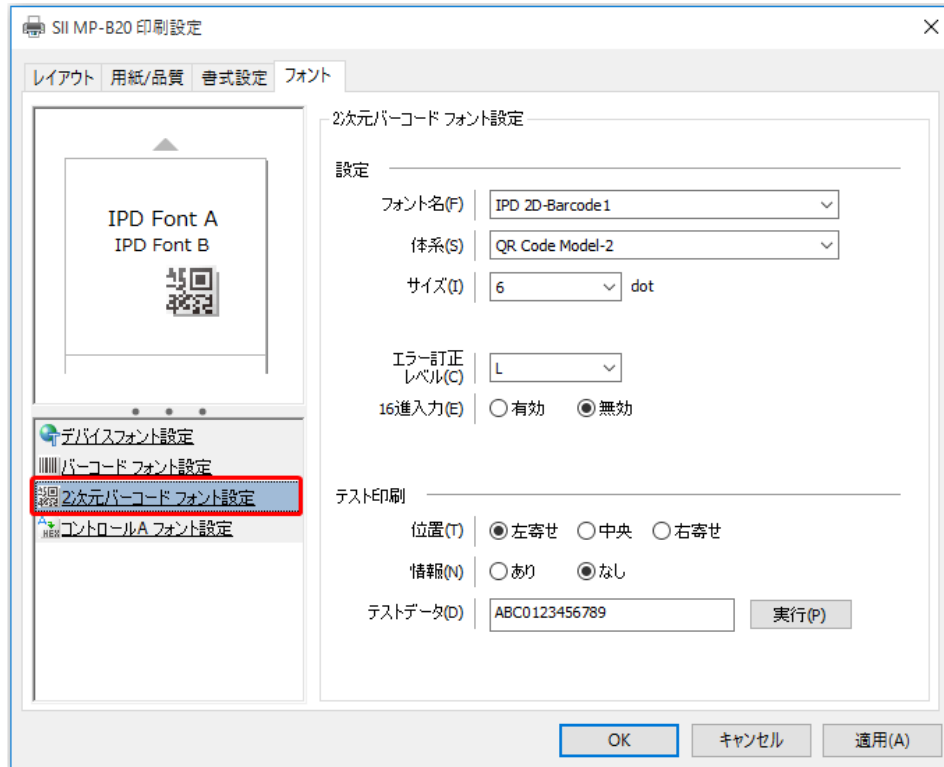 SII MP-B20 印刷設定
レイアウト 用紙/品質 書式設定 フォント
IPD Font A
IPD Font B
デバイスフォント設定
バーコード フォント設定
2次元バーコード フォント設定
コントロールA フォント設定
2次元バーコード フォント設定
設定
フォント名(F) IPD 2D-Barcode1
体系(S) QR Code Model-2
サイズ(I) 6 dot
エラー訂正
レベル(C) L
16進入力(E) 有効 無効
テスト印刷
位置(T) 左寄せ 中央 右寄せ
情報(N) あり なし
テストデータ(D) ABC0123456789 実行(P)
OK キャンセル 適用(A)